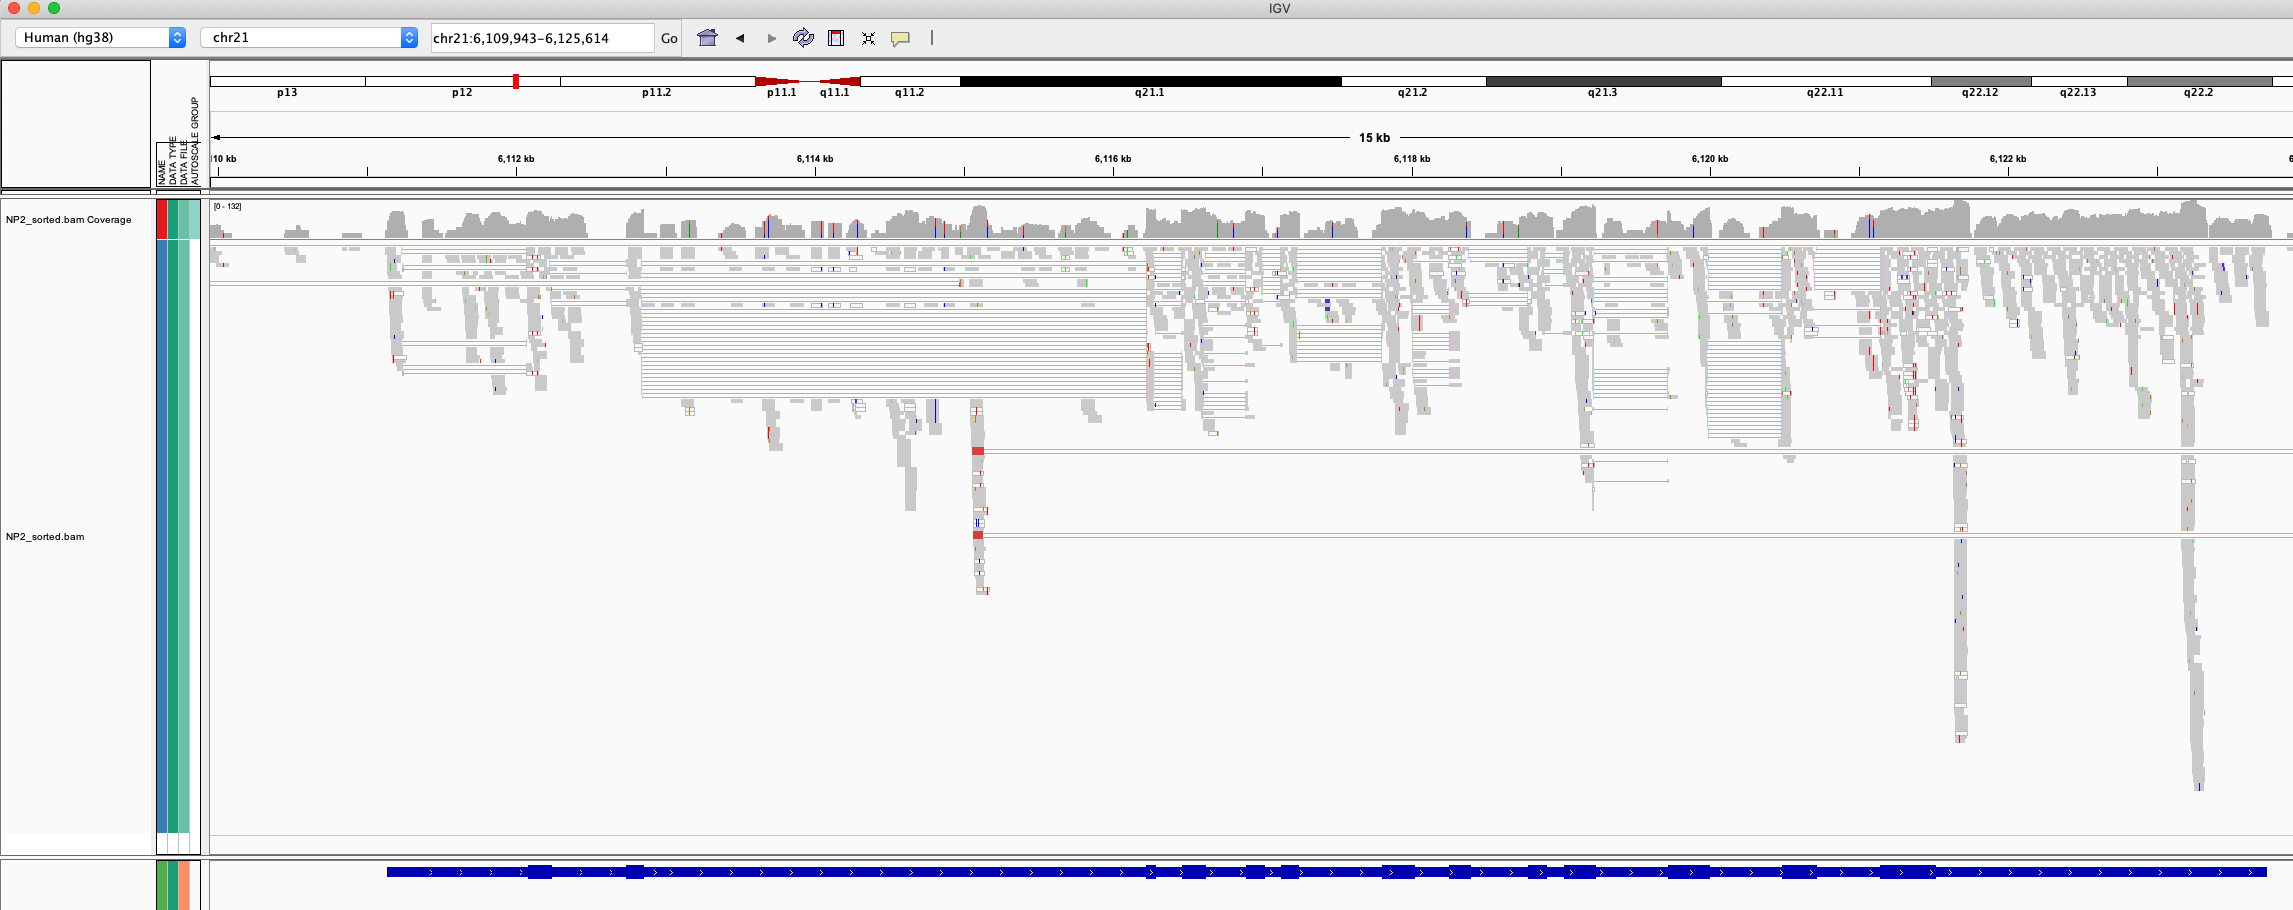 IGV
Human (hg38) chr21 chr21:6,109,943-6,125,614 Go
p13 p12 p11.2 p11.1 q11.1 q11.2 q21.1 q21.2 q21.3 q22.11 q22.12 q22.13 q22.2
NAME
DATA TYPE
DATA FILE
AUTOSCALE GROUP
15 kb
10 kb 6,112 kb 6,114 kb 6,116 kb 6,118 kb 6,120 kb 6,122 kb 6
[0 - 132]
NP2_sorted.bam Coverage
NP2_sorted.bam